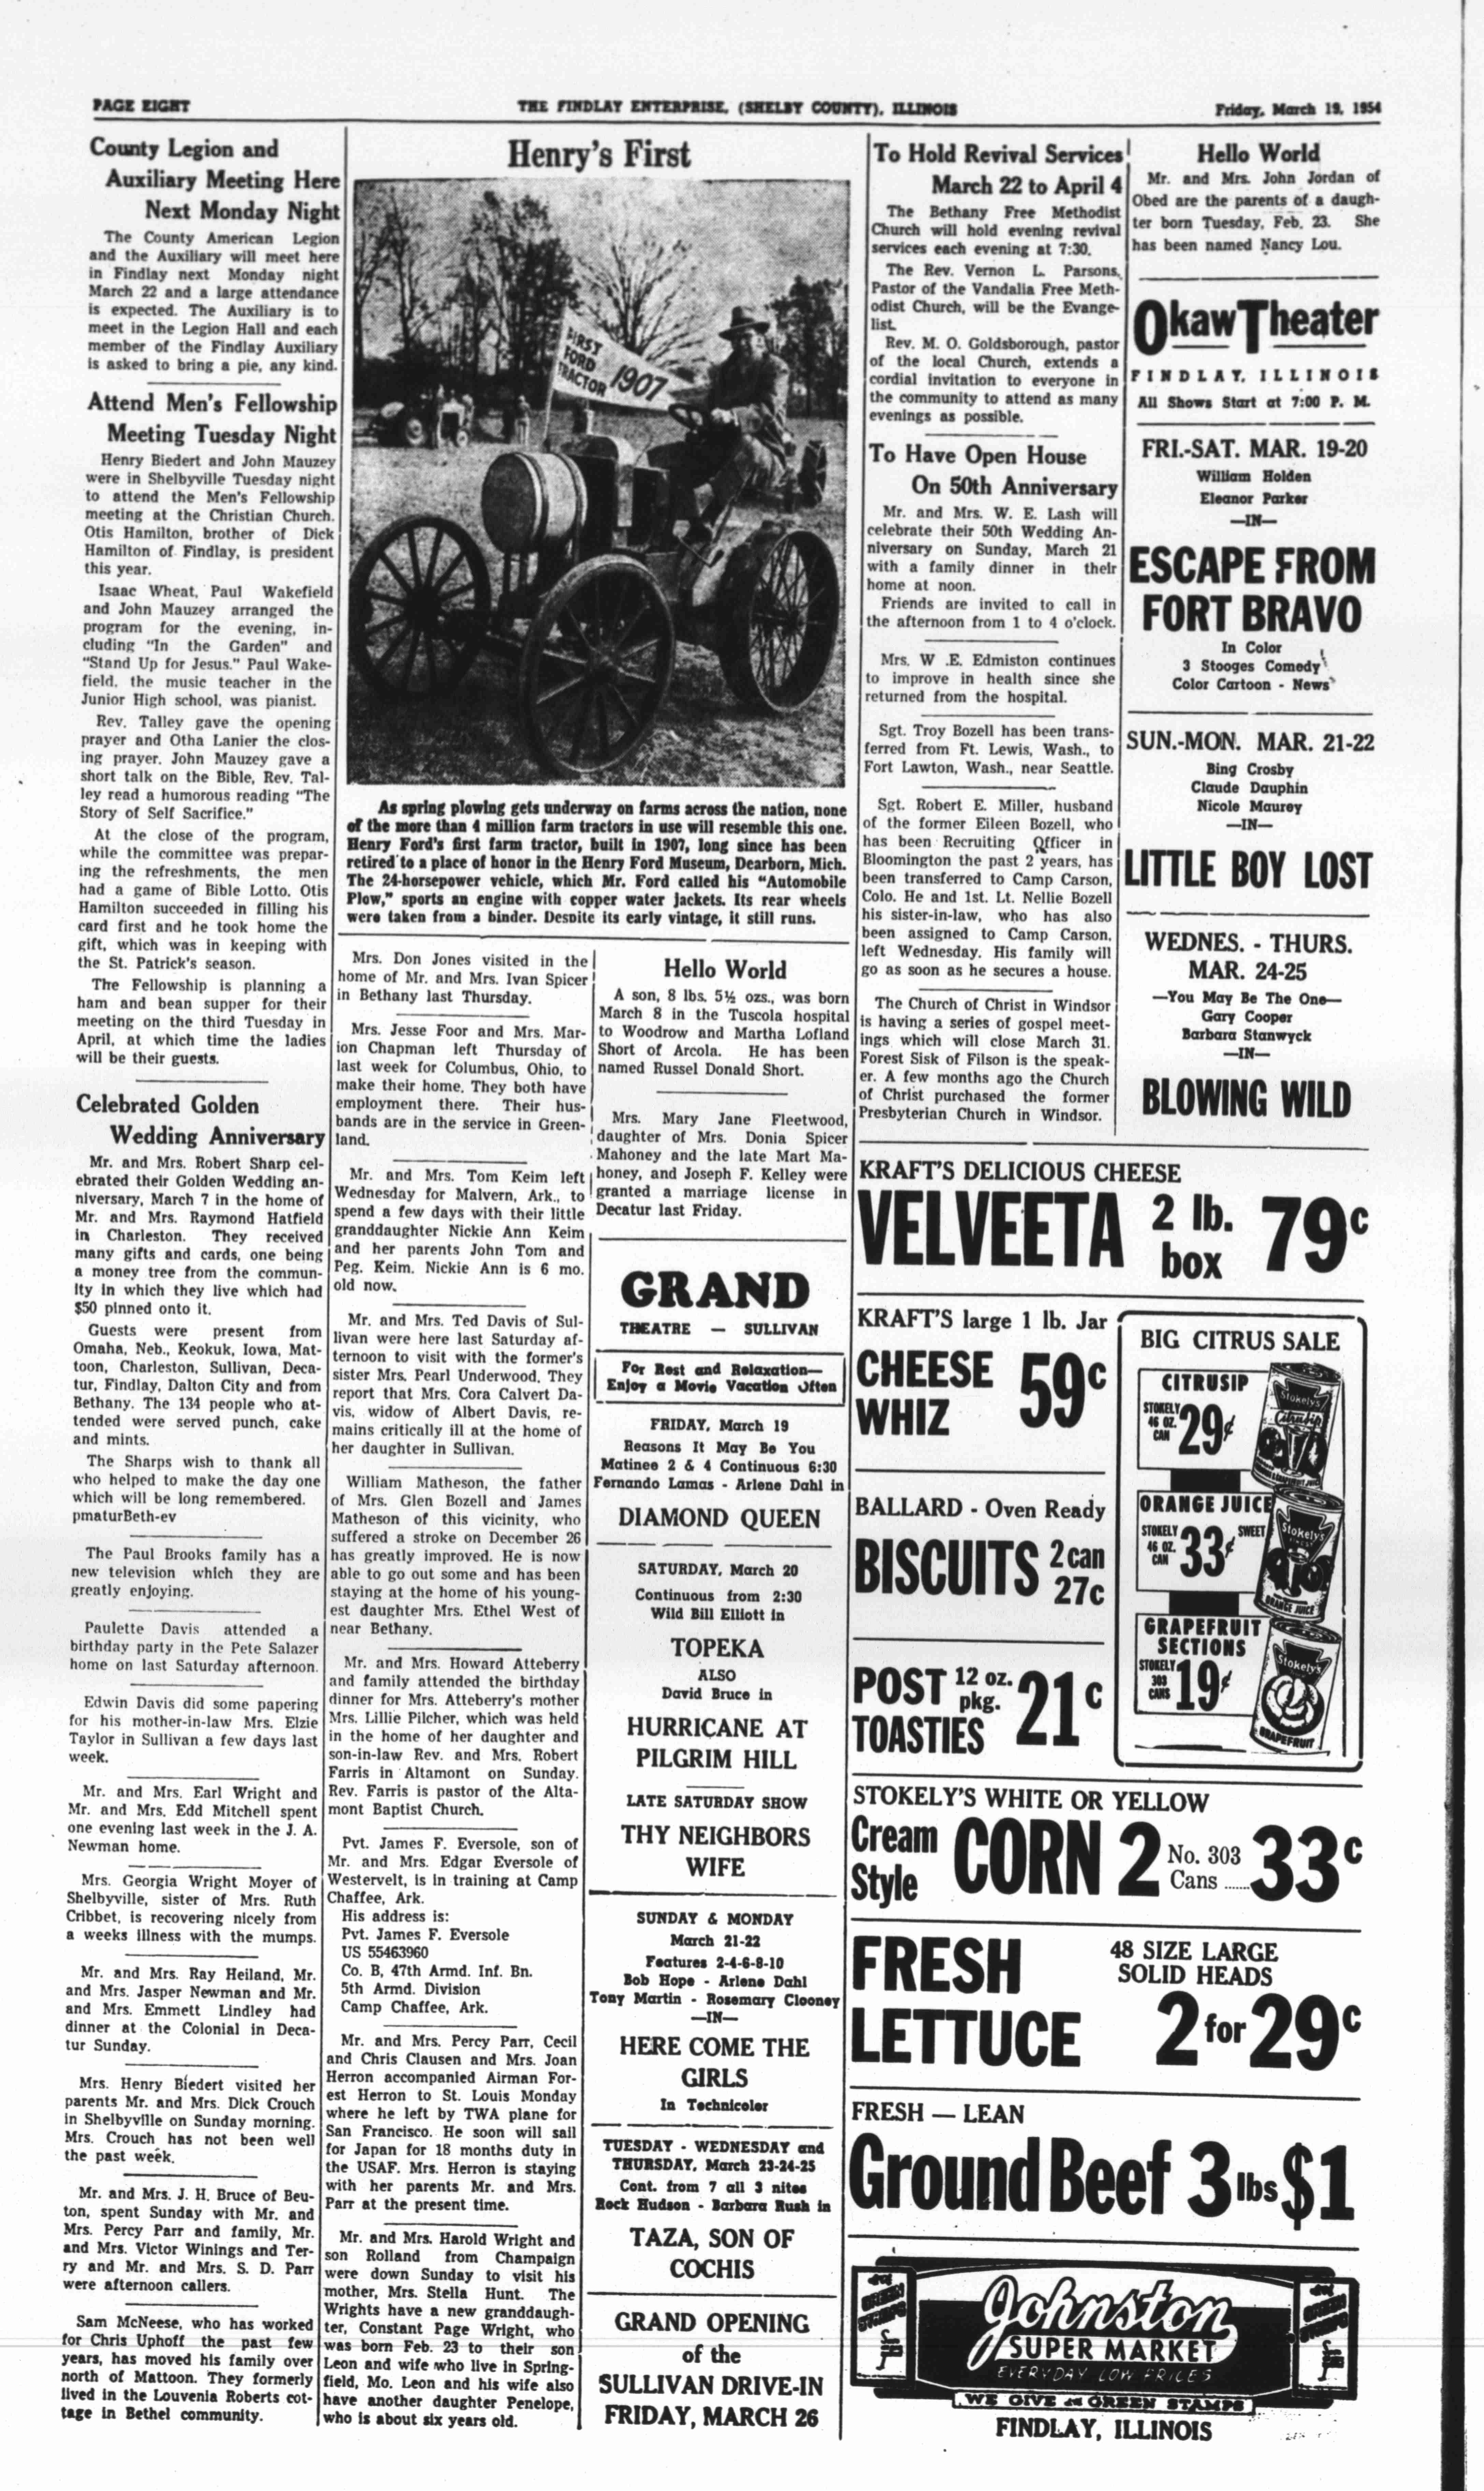 PAGE EIGHT
THE FINDLAY ENTERPRISE, (SHELBY COUNTY), ILLINOIS
Friday, March 19, 1954
County Legion and
Auxiliary Meeting Here
Next Monday Night
The County American Legion
and the Auxiliary will meet here
in Findlay next Monday night
March 22 and a large attendance
is expected. The Auxiliary is to
meet in the Legion Hall and each
member of the Findlay Auxiliary
is asked to bring a pie, any kind.
Attend Men's Fellowship
Meeting Tuesday Night
Henry Biedert and John Mauzey
were in Shelbyville Tuesday night
to attend the Men's Fellowship
meeting at the Christian Church.
Otis Hamilton, brother of Dick
Hamilton of Findlay, is president
this year.
Isaac Wheat, Paul Wakefield
and John Mauzey arranged the
program for the evening, in-
cluding "In the Garden" and
"Stand Up for Jesus." Paul Wake-
field, the music teacher in the
Junior High school, was pianist.
Rev. Talley gave the opening
prayer and Otha Lanier the clos-
ing prayer. John Mauzey gave a
short talk on the Bible, Rev. Tal-
ley read a humorous reading "The
Story of Self Sacrifice."
At the close of the program,
while the committee was prepar-
ing the refreshments, the men
had a game of Bible Lotto. Otis
Hamilton succeeded in filling his
card first and he took home the
gift, which was in keeping with
the St. Patrick's season.
The Fellowship is planning a
ham and bean supper for their
meeting on the third Tuesday in
April, at which time the ladies
will be their guests.
Celebrated Golden
Wedding Anniversary
Mr. and Mrs. Robert Sharp cel-
ebrated their Golden Wedding an-
niversary, March 7 in the home of
Mr. and Mrs. Raymond Hatfield
in Charleston. They received
many gifts and cards, one being
a money tree from the commun-
ity in which they live which had
$50 pinned onto it.
Guests were present from
Omaha, Neb., Keokuk, Iowa, Mat-
toon, Charleston, Sullivan, Deca-
tur, Findlay, Dalton City and from
Bethany. The 134 people who at-
tended were served punch, cake
and mints.
The Sharps wish to thank all
who helped to make the day one
which will be long remembered.
pmaturBeth-ev
The Paul Brooks family has a
new television which they are
greatly enjoying.
Paulette Davis attended a
birthday party in the Pete Salazer
home on last Saturday afternoon.
Edwin Davis did some papering
for his mother-in-law Mrs. Elzie
Taylor in Sullivan a few days last
week.
Mr. and Mrs. Earl Wright and
Mr. and Mrs. Edd Mitchell spent
one evening last week in the J. A.
Newman home.
Mrs. Georgia Wright Moyer of
Shelbyville, sister of Mrs. Ruth
Cribbet, is recovering nicely from
a weeks illness with the mumps.
Mr. and Mrs. Ray Heiland, Mr.
and Mrs. Jasper Newman and Mr.
and Mrs. Emmett Lindley had
dinner at the Colonial in Deca-
tur Sunday.
Mrs. Henry Biedert visited her
parents Mr. and Mrs. Dick Crouch
in Shelbyville on Sunday morning.
Mrs. Crouch has not been well
the past week.
Mr. and Mrs. J. H. Bruce of Beu-
ton, spent Sunday with Mr. and
Mrs. Percy Parr and family, Mr.
and Mrs. Victor Winings and Ter-
ry and Mr. and Mrs. S. D. Parr
were afternoon callers.
Sam McNeese, who has worked
for Chris Uphoff the past few
years, has moved his family over
north of Mattoon. They formerly
lived in the Louvenia Roberts cot-
tage in Bethel community.
Henry's First
FIRST
FORD
TRACTOR
1907
As spring plowing gets underway on farms across the nation, none
of the more than 4 million farm tractors in use will resemble this one.
Henry Ford's first farm tractor, built in 1907, long since has been
retired to a place of honor in the Henry Ford Museum, Dearborn, Mich.
The 24-horsepower vehicle, which Mr. Ford called his "Automobile
Plow," sports an engine with copper water jackets. Its rear wheels
were taken from a binder. Despite its early vintage, it still runs.
Mrs. Don Jones visited in the
home of Mr. and Mrs. Ivan Spicer
in Bethany last Thursday.
Mrs. Jesse Foor and Mrs. Mar-
ion Chapman left Thursday of
last week for Columbus, Ohio, to
make their home. They both have
employment there. Their hus-
bands are in the service in Green-
land.
Mr. and Mrs. Tom Keim left
Wednesday for Malvern, Ark., to
spend a few days with their little
granddaughter Nickie Ann Keim
and her parents John Tom and
Peg. Keim. Nickie Ann is 6 mo.
old now.
Mr. and Mrs. Ted Davis of Sul-
livan were here last Saturday af-
ternoon to visit with the former's
sister Mrs. Pearl Underwood. They
report that Mrs. Cora Calvert Da-
vis, widow of Albert Davis, re-
mains critically ill at the home of
her daughter in Sullivan.
William Matheson, the father
of Mrs. Glen Bozell and James
Matheson of this vicinity, who
suffered a stroke on December 26
has greatly improved. He is now
able to go out some and has been
staying at the home of his young-
est daughter Mrs. Ethel West of
near Bethany.
Mr. and Mrs. Howard Atteberry
and family attended the birthday
dinner for Mrs. Atteberry's mother
Mrs. Lillie Pilcher, which was held
in the home of her daughter and
son-in-law Rev. and Mrs. Robert
Farris in Altamont on Sunday.
Rev. Farris is pastor of the Alta-
mont Baptist Church.
Pvt. James F. Eversole, son of
Mr. and Mrs. Edgar Eversole of
Westervelt, is in training at Camp
Chaffee, Ark.
His address is:
Pvt. James F. Eversole
US 55463960
Co. B, 47th Armd. Inf. Bn.
5th Armd. Division
Camp Chaffee, Ark.
Mr. and Mrs. Percy Parr, Cecil
and Chris Clausen and Mrs. Joan
Herron accompanied Airman For-
est Herron to St. Louis Monday
where he left by TWA plane for
San Francisco. He soon will sail
for Japan for 18 months duty in
the USAF. Mrs. Herron is staying
with her parents Mr. and Mrs.
Parr at the present time.
Mr. and Mrs. Harold Wright and
son Rolland from Champaign
were down Sunday to visit his
mother, Mrs. Stella Hunt. The
Wrights have a new granddaugh-
ter, Constant Page Wright, who
was born Feb. 23 to their son
Leon and wife who live in Spring-
field, Mo. Leon and his wife also
have another daughter Penelope,
who is about six years old.
Hello World
A son, 8 lbs. 5½ ozs., was born
March 8 in the Tuscola hospital
to Woodrow and Martha Lofland
Short of Arcola. He has been
named Russel Donald Short.
Mrs. Mary Jane Fleetwood,
daughter of Mrs. Donia Spicer
Mahoney and the late Mart Ma-
honey, and Joseph F. Kelley were
granted a marriage license in
Decatur last Friday.
GRAND
THEATRE — SULLIVAN
For Rest and Relaxation—
Enjoy a Movie Vacation Often
FRIDAY, March 19
Reasons It May Be You
Matinee 2 & 4 Continuous 6:30
Fernando Lamas - Arlene Dahl in
DIAMOND QUEEN
SATURDAY, March 20
Continuous from 2:30
Wild Bill Elliott in
TOPEKA
ALSO
David Bruce in
HURRICANE AT
PILGRIM HILL
LATE SATURDAY SHOW
THY NEIGHBORS
WIFE
SUNDAY & MONDAY
March 21-22
Features 2-4-6-8-10
Bob Hope - Arlene Dahl
Tony Martin - Rosemary Clooney
—IN—
HERE COME THE
GIRLS
In Technicolor
TUESDAY - WEDNESDAY and
THURSDAY, March 23-24-25
Cont. from 7 all 3 nites
Rock Hudson - Barbara Rush in
TAZA, SON OF
COCHIS
GRAND OPENING
of the
SULLIVAN DRIVE-IN
FRIDAY, MARCH 26
To Hold Revival Services
March 22 to April 4
The Bethany Free Methodist
Church will hold evening revival
services each evening at 7:30.
The Rev. Vernon L. Parsons,
Pastor of the Vandalia Free Meth-
odist Church, will be the Evange-
list.
Rev. M. O. Goldsborough, pastor
of the local Church, extends a
cordial invitation to everyone in
the community to attend as many
evenings as possible.
To Have Open House
On 50th Anniversary
Mr. and Mrs. W. E. Lash will
celebrate their 50th Wedding An-
niversary on Sunday, March 21
with a family dinner in their
home at noon.
Friends are invited to call in
the afternoon from 1 to 4 o'clock.
Mrs. W .E. Edmiston continues
to improve in health since she
returned from the hospital.
Sgt. Troy Bozell has been trans-
ferred from Ft. Lewis, Wash., to
Fort Lawton, Wash., near Seattle.
Sgt. Robert E. Miller, husband
of the former Eileen Bozell, who
has been Recruiting Officer in
Bloomington the past 2 years, has
been transferred to Camp Carson,
Colo. He and 1st. Lt. Nellie Bozell
his sister-in-law, who has also
been assigned to Camp Carson,
left Wednesday. His family will
go as soon as he secures a house.
The Church of Christ in Windsor
is having a series of gospel meet-
ings which will close March 31.
Forest Sisk of Filson is the speak-
er. A few months ago the Church
of Christ purchased the former
Presbyterian Church in Windsor.
Hello World
Mr. and Mrs. John Jordan of
Obed are the parents of a daugh-
ter born Tuesday, Feb. 23. She
has been named Nancy Lou.
Okaw Theater
FINDLAY, ILLINOIS
All Shows Start at 7:00 P. M.
FRI.-SAT. MAR. 19-20
William Holden
Eleanor Parker
—IN—
ESCAPE FROM
FORT BRAVO
In Color
3 Stooges Comedy
Color Cartoon - News
SUN.-MON. MAR. 21-22
Bing Crosby
Claude Dauphin
Nicole Maurey
—IN—
LITTLE BOY LOST
WEDNES. - THURS.
MAR. 24-25
—You May Be The One—
Gary Cooper
Barbara Stanwyck
—IN—
BLOWING WILD
KRAFT'S DELICIOUS CHEESE
VELVEETA 2 lb. box 79c
KRAFT'S large 1 lb. Jar
CHEESE WHIZ 59c
BALLARD - Oven Ready
BISCUITS 2 can 27c
POST TOASTIES 12 oz. pkg. 21c
BIG CITRUS SALE
CITRUSIP
STOKELY 46 OZ. CAN 29¢
Stokely's Citrusip
ORANGE JUICE
STOKELY 46 OZ. CAN 33¢ SWEET
Stokely's FINEST
ORANGE JUICE
GRAPEFRUIT
SECTIONS
STOKELY 303 CANS 19¢
Stokely's
GRAPEFRUIT
STOKELY'S WHITE OR YELLOW
Cream Style CORN 2 No. 303 Cans ...... 33c
FRESH LETTUCE
48 SIZE LARGE
SOLID HEADS
2 for 29c
FRESH — LEAN
Ground Beef 3 lbs $1
Johnston
SUPER MARKET
EVERYDAY LOW PRICES
WE GIVE S&H GREEN STAMPS
FINDLAY, ILLINOIS